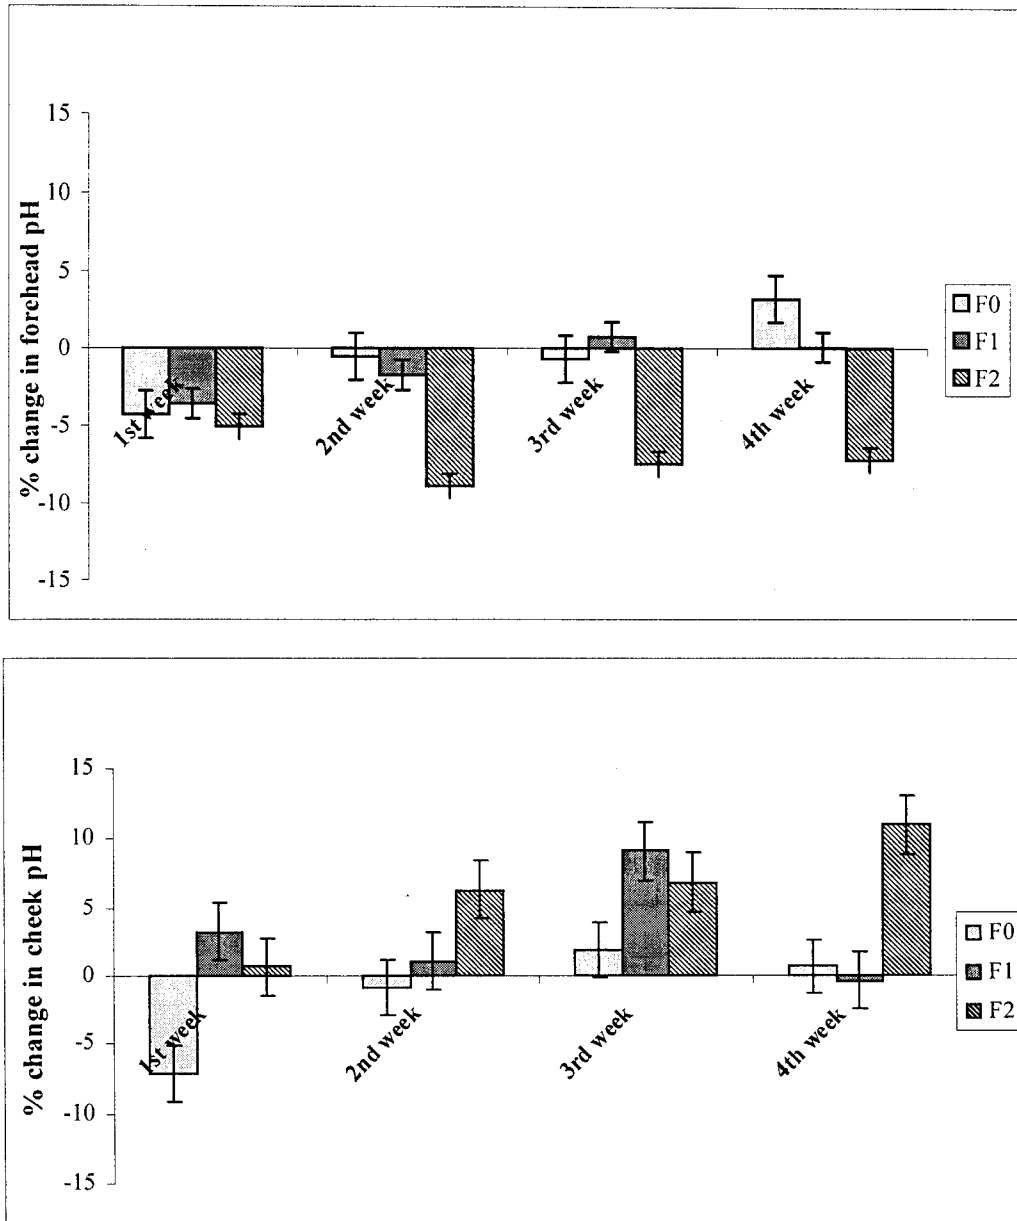 % change in forehead pH
15
10
5
0
-5
-10
-15
1st week
2nd week
3rd week
4th week
F0
F1
F2
% change in cheek pH
15
10
5
0
-5
-10
-15
1st week
2nd week
3rd week
4th week
F0
F1
F2